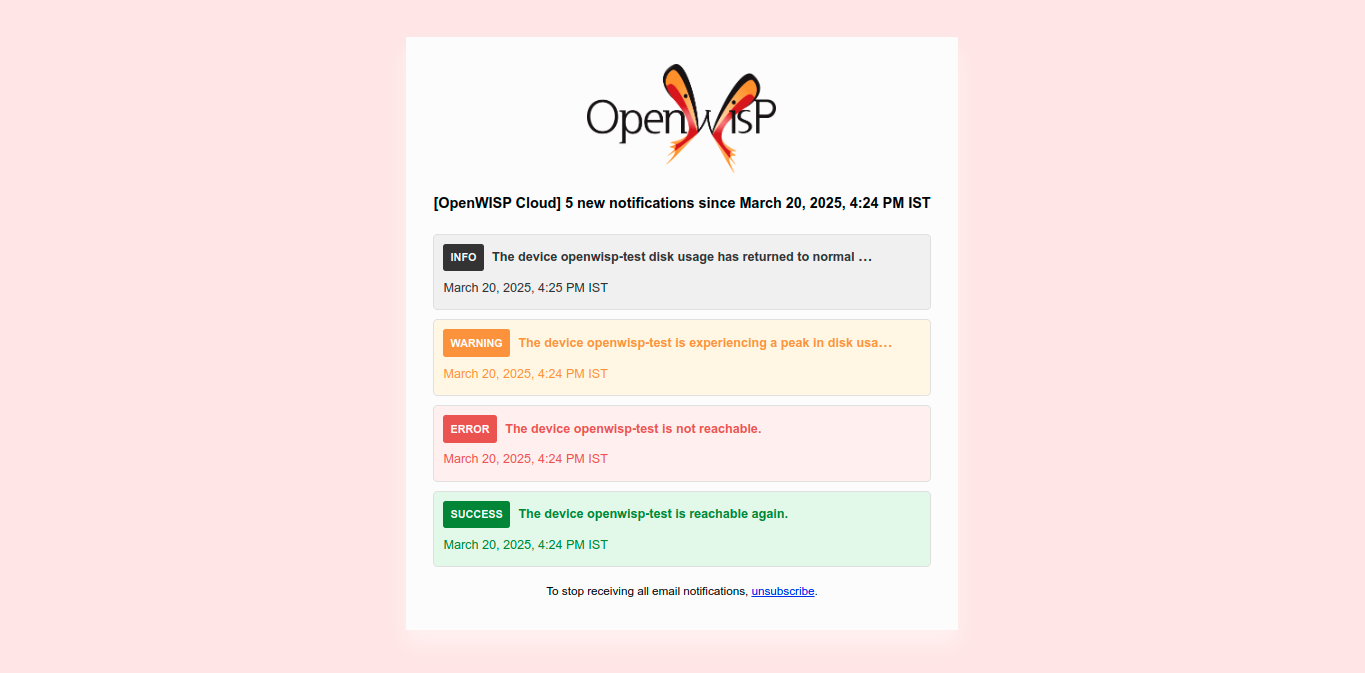 OpenWisP
[OpenWISP Cloud] 5 new notifications since March 20, 2025, 4:24 PM IST
INFO The device openwisp-test disk usage has returned to normal …
March 20, 2025, 4:25 PM IST
WARNING The device openwisp-test is experiencing a peak in disk usa…
March 20, 2025, 4:24 PM IST
ERROR The device openwisp-test is not reachable.
March 20, 2025, 4:24 PM IST
SUCCESS The device openwisp-test is reachable again.
March 20, 2025, 4:24 PM IST
To stop receiving all email notifications, unsubscribe.